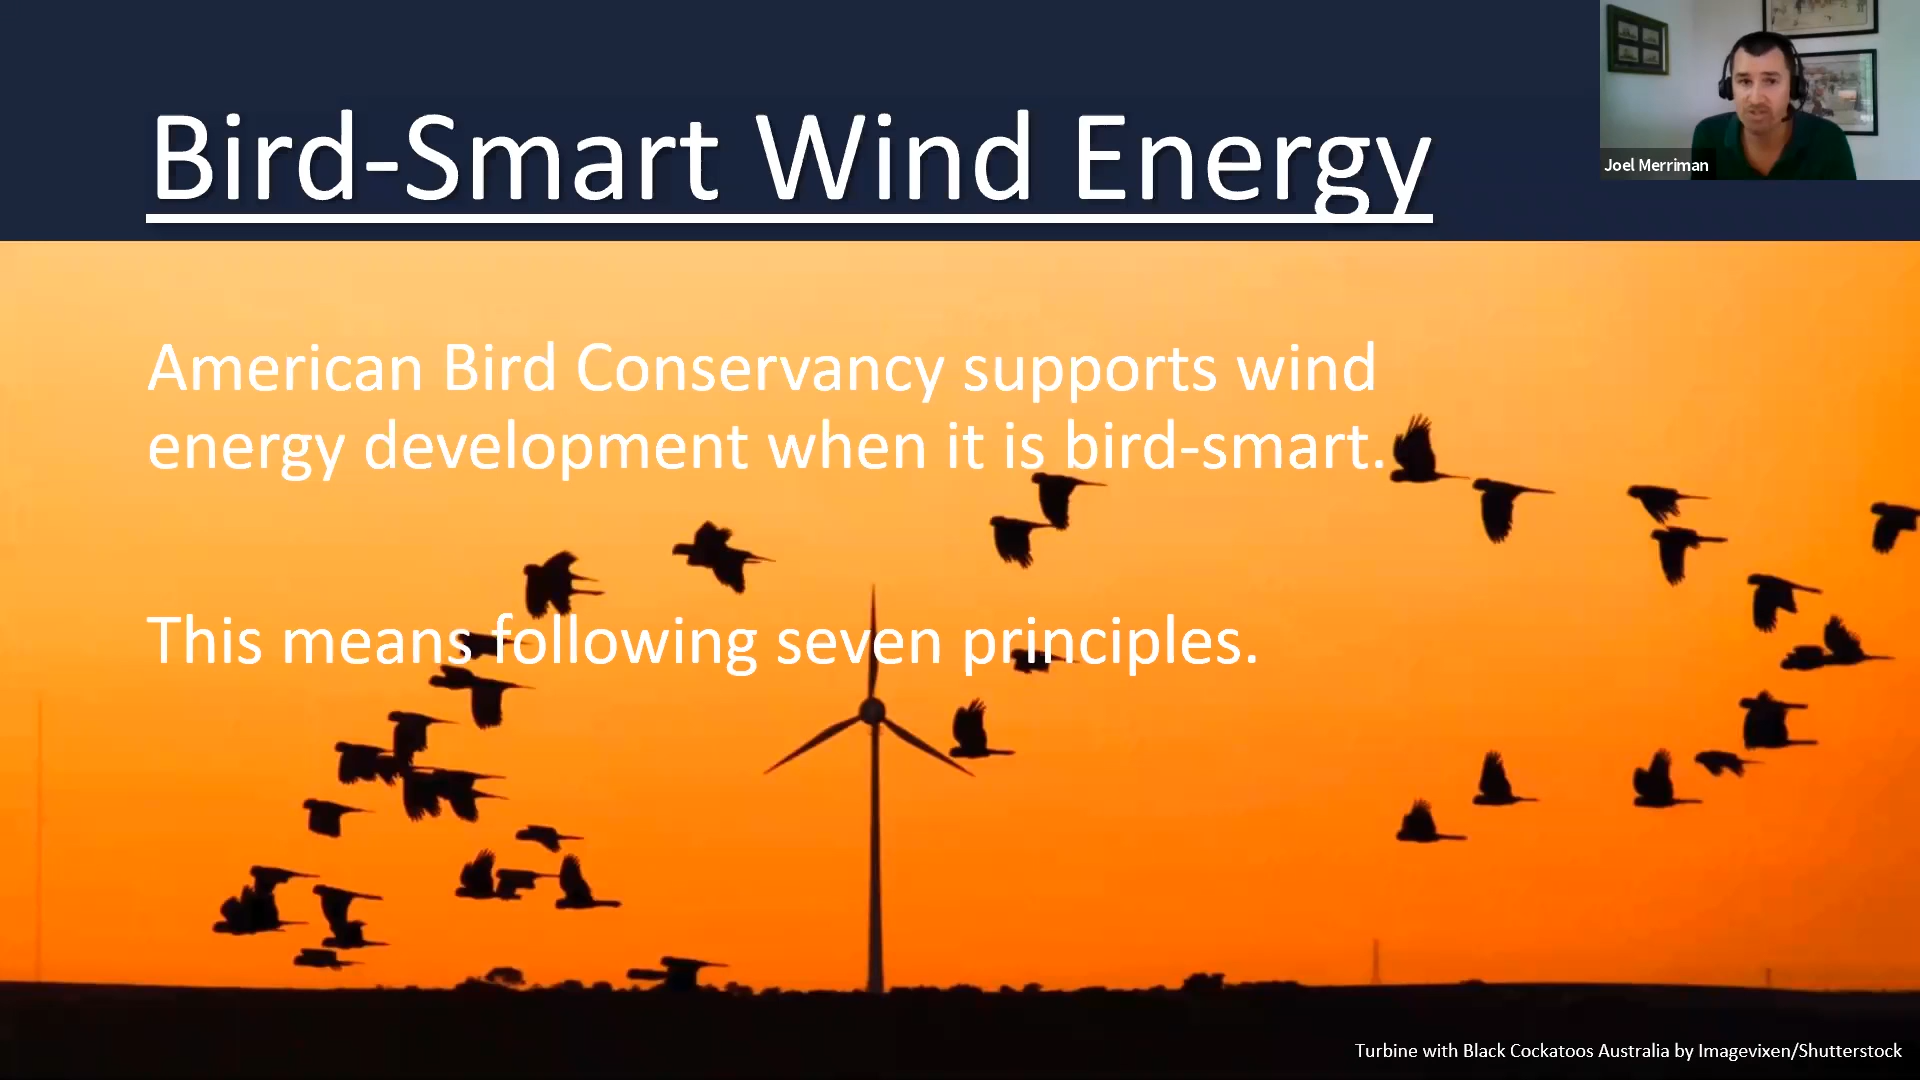 Bird-Smart Wind Energy
Joel Merriman
American Bird Conservancy supports wind
energy development when it is bird-smart.
This means following seven principles.
Turbine with Black Cockatoos Australia by Imagevixen/Shutterstock